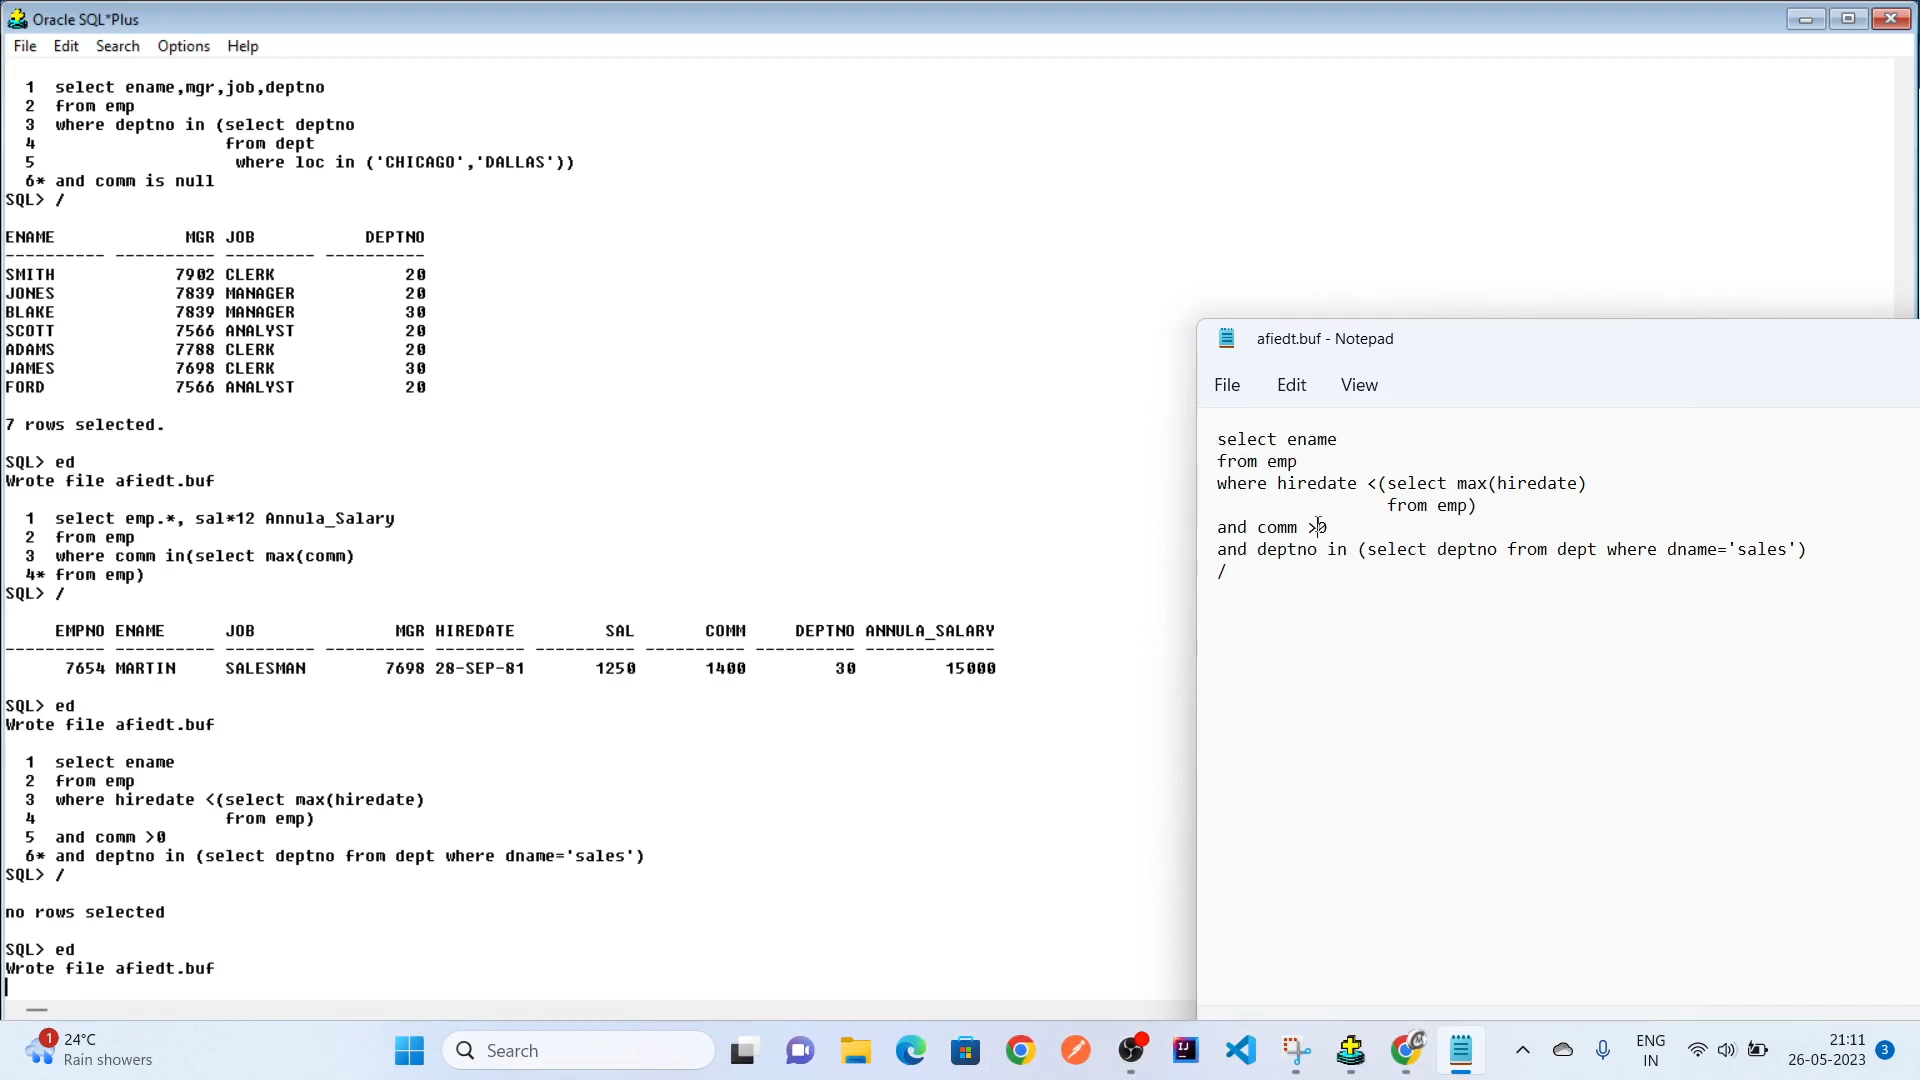 Oracle SQL*Plus
File Edit Search Options Help
1 select ename,mgr,job,deptno
2 from emp
3 where deptno in (select deptno
4 from dept
5 where loc in ('CHICAGO','DALLAS'))
6* and comm is null
SQL> /
ENAME MGR JOB DEPTNO
---------- ---------- --------- ----------
SMITH 7902 CLERK 20
JONES 7839 MANAGER 20
BLAKE 7839 MANAGER 30
SCOTT 7566 ANALYST 20
ADAMS 7788 CLERK 20
JAMES 7698 CLERK 30
FORD 7566 ANALYST 20
7 rows selected.
SQL> ed
Wrote file afiedt.buf
1 select emp.*, sal*12 Annula_Salary
2 from emp
3 where comm in(select max(comm)
4* from emp)
SQL> /
EMPNO ENAME JOB MGR HIREDATE SAL COMM DEPTNO ANNULA_SALARY
---------- ---------- --------- ---------- --------- ---------- ---------- ---------- -------------
7654 MARTIN SALESMAN 7698 28-SEP-81 1250 1400 30 15000
SQL> ed
Wrote file afiedt.buf
1 select ename
2 from emp
3 where hiredate <(select max(hiredate)
4 from emp)
5 and comm >0
6* and deptno in (select deptno from dept where dname='sales')
SQL> /
no rows selected
SQL> ed
Wrote file afiedt.buf
afiedt.buf - Notepad
File Edit View
select ename
from emp
where hiredate <(select max(hiredate)
from emp)
and comm >0
and deptno in (select deptno from dept where dname='sales')
/
1
24°C
Rain showers
Search
ENG
IN
21:11
26-05-2023
3